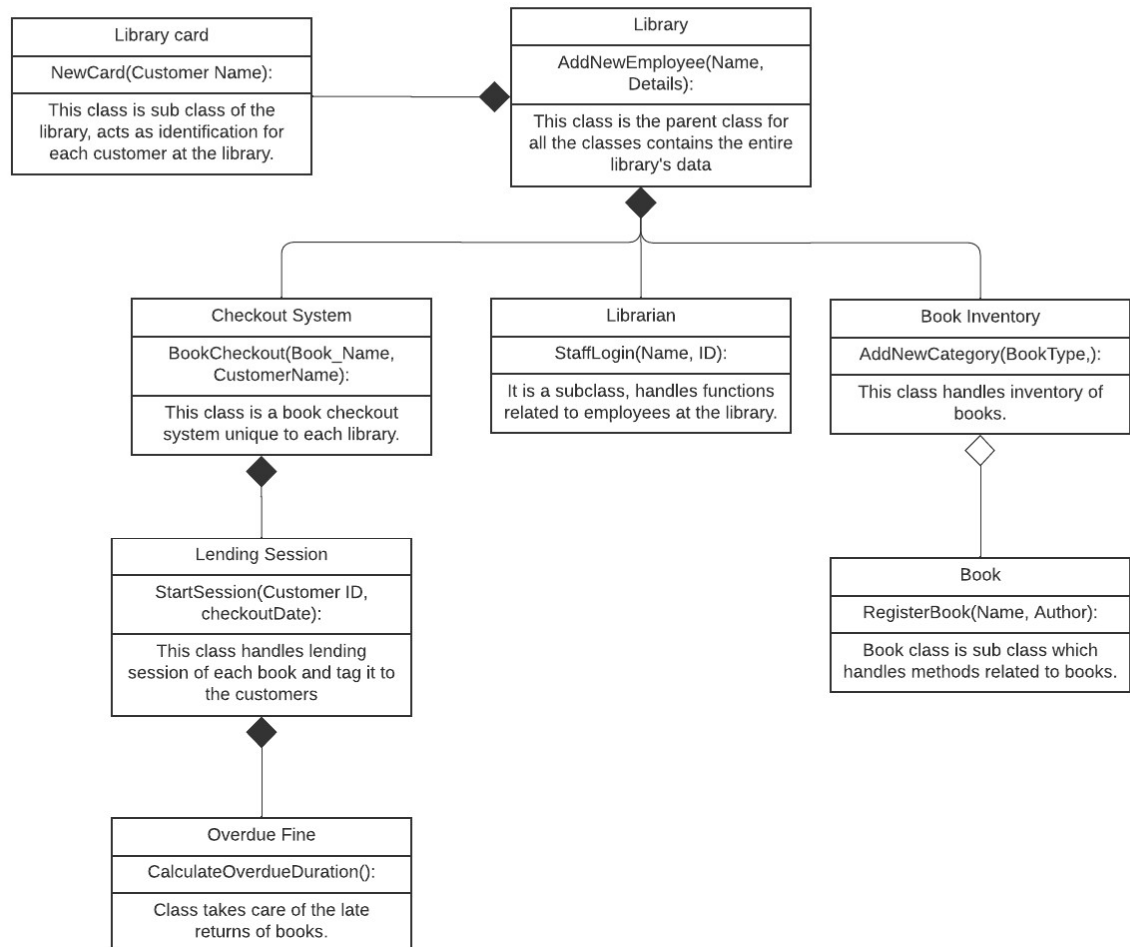 Library card
NewCard(Customer Name):
This class is sub class of the
library, acts as identification for
each customer at the library.
Library
AddNewEmployee(Name,
Details):
This class is the parent class for
all the classes contains the entire
library's data
Checkout System
BookCheckout(Book_Name,
CustomerName):
This class is a book checkout
system unique to each library.
Librarian
StaffLogin(Name, ID):
It is a subclass, handles functions
related to employees at the library.
Book Inventory
AddNewCategory(BookType,):
This class handles inventory of
books.
Lending Session
StartSession(Customer ID,
checkoutDate):
This class handles lending
session of each book and tag it to
the customers
Book
RegisterBook(Name, Author):
Book class is sub class which
handles methods related to books.
Overdue Fine
CalculateOverdueDuration():
Class takes care of the late
returns of books.